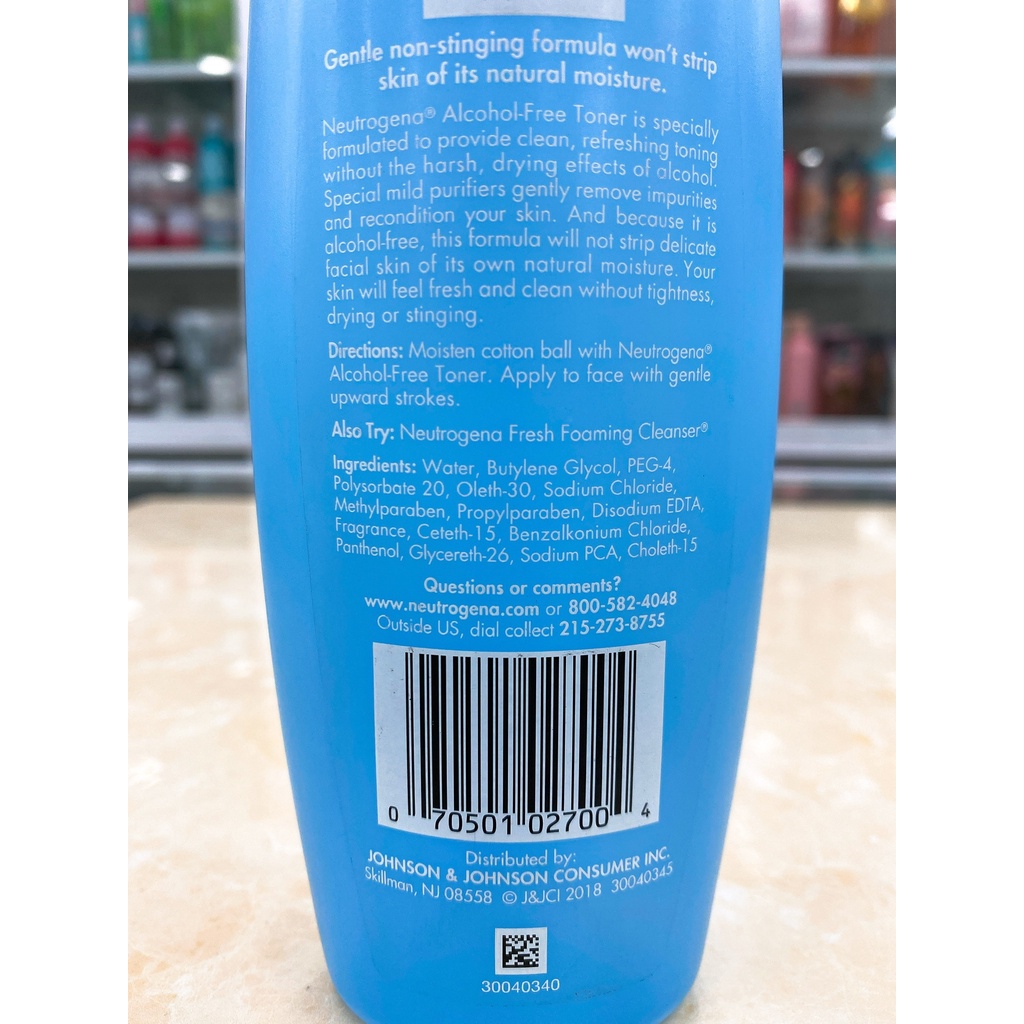 Gentle non-stinging formula won't strip
skin of its natural moisture.
Neutrogena® Alcohol-Free Toner is specially
formulated to provide clean, refreshing toning
without the harsh, drying effects of alcohol.
Special mild purifiers gently remove impurities
and recondition your skin. And because it is
alcohol-free, this formula will not strip delicate
facial skin of its own natural moisture. Your
skin will feel fresh and clean without tightness,
drying or stinging.
Directions: Moisten cotton ball with Neutrogena®
Alcohol-Free Toner. Apply to face with gentle
upward strokes.
Also Try: Neutrogena Fresh Foaming Cleanser®
Ingredients: Water, Butylene Glycol, PEG-4,
Polysorbate 20, Oleth-30, Sodium Chloride,
Methylparaben, Propylparaben, Disodium EDTA,
Fragrance, Ceteth-15, Benzalkonium Chloride,
Panthenol, Glycereth-26, Sodium PCA, Choleth-15
Questions or comments?
www.neutrogena.com or 800-582-4048
Outside US, dial collect 215-273-8755
0 70501 02700 4
Distributed by:
JOHNSON & JOHNSON CONSUMER INC.
Skillman, NJ 08558 © J&JCI 2018 30040345
30040340